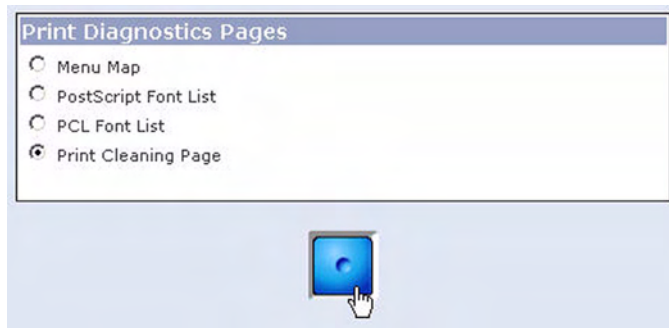 Print Diagnostics Pages
Menu Map
PostScript Font List
PCL Font List
Print Cleaning Page